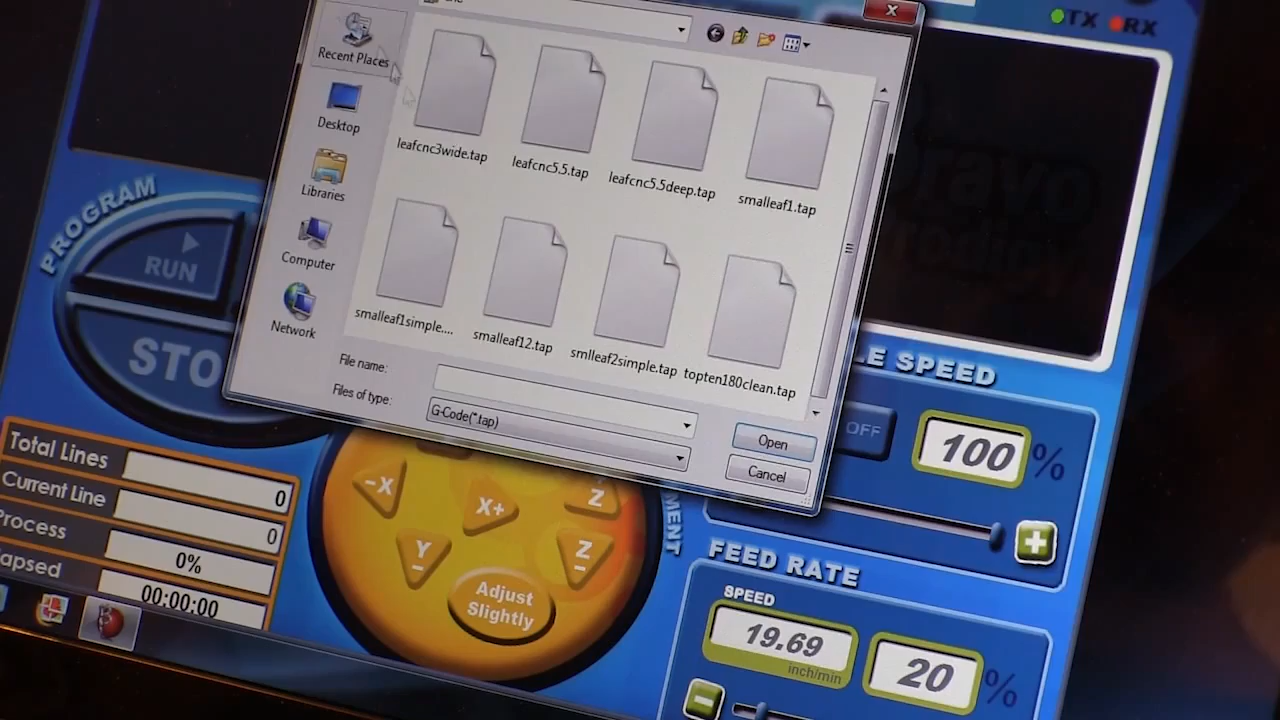 TX RX
Recent Places
Desktop
Libraries
Computer
Network
leafcnc3wide.tap
leafcnc5.5.tap
leafcnc5.5deep.tap
smalleaf1.tap
smalleaf1simple....
smalleaf12.tap
smlleaf2simple.tap
topten180clean.tap
File name:
Files of type:
G-Code(*.tap)
Open
Cancel
PROGRAM
RUN
STO
Total Lines 0
Current Line 0
Process 0%
lapsed 00:00:00
-X
X+
Z
Y-
Z-
Adjust
Slightly
MENT
LE SPEED
OFF
100 %
+
FEED RATE
SPEED
19.69
inch/min
20 %
-